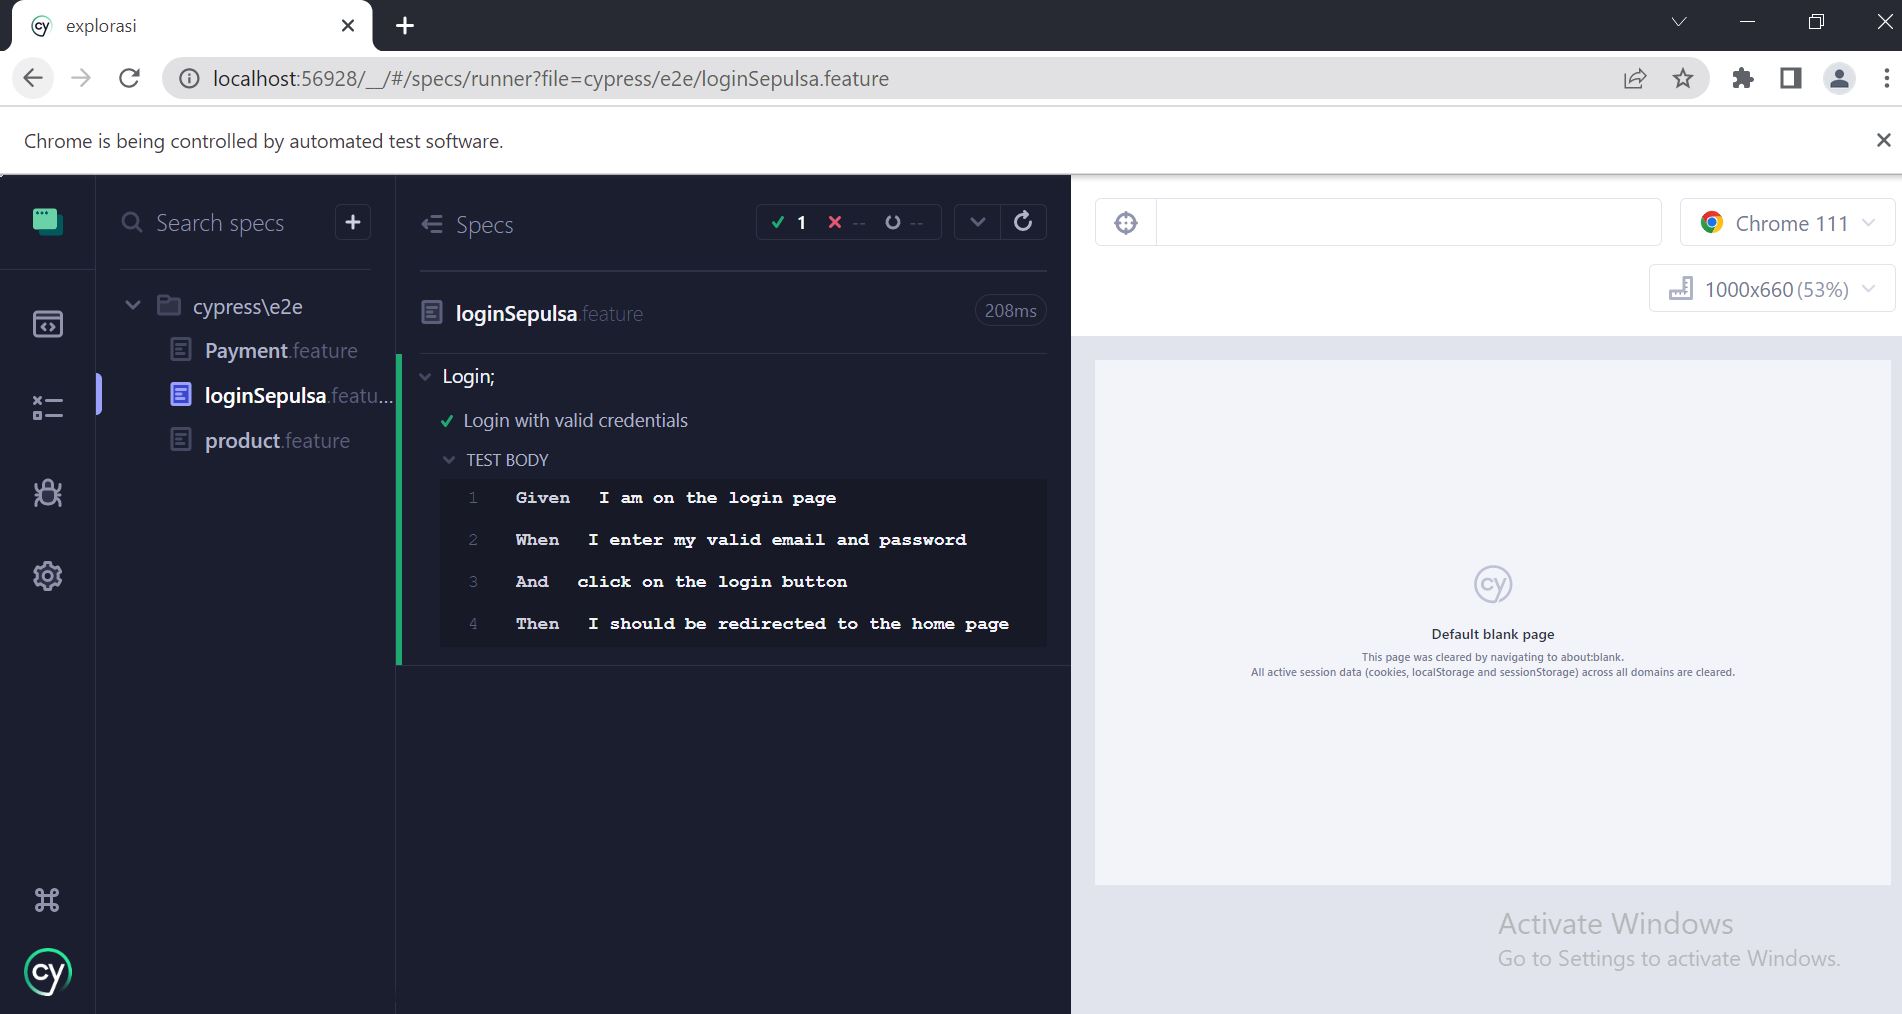 cy explorasi
localhost:56928/__/#/specs/runner?file=cypress/e2e/loginSepulsa.feature
Chrome is being controlled by automated test software.
Search specs
cypress\e2e
Payment.feature
loginSepulsa.featu...
product.feature
cy
Specs
1 -- --
loginSepulsa.feature 208ms
Login;
Login with valid credentials
TEST BODY
1 Given I am on the login page
2 When I enter my valid email and password
3 And click on the login button
4 Then I should be redirected to the home page
Chrome 111
1000x660 (53%)
cy
Default blank page
This page was cleared by navigating to about:blank.
All active session data (cookies, localStorage and sessionStorage) across all domains are cleared.
Activate Windows
Go to Settings to activate Windows.